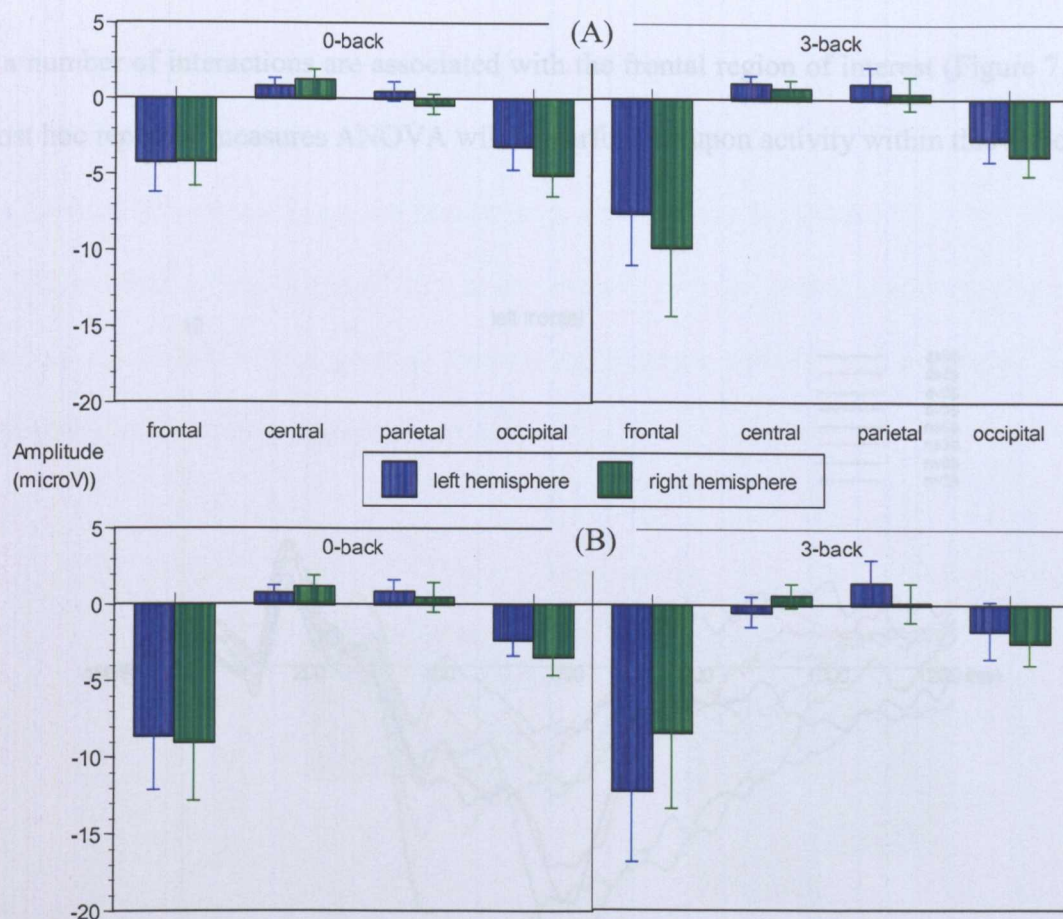 5
0-back
(A)
3-back
0
a number of interactions are associated with the frontal region of interest (Figure 7
-5
hoc measures ANOVA upon activity within
-10
-15
left frontal
-20
frontal central parietal occipital frontal central parietal occipital
Amplitude
(microV))
left hemisphere right hemisphere
5
0-back
(B)
3-back
0
-5
-10
-15
-20